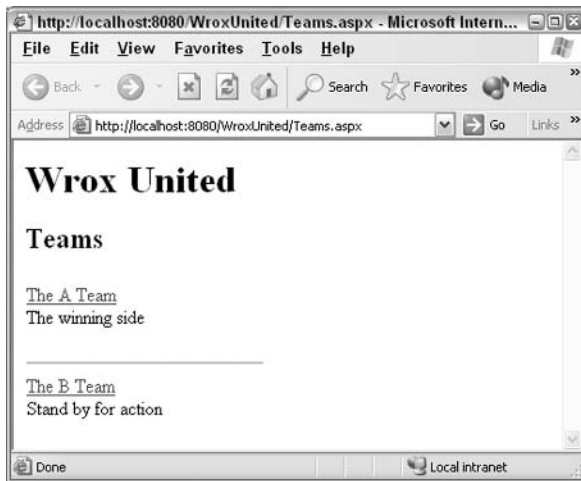 http://localhost:8080/WroxUnited/Teams.aspx - Microsoft Intern...
File Edit View Favorites Tools Help
Back Search Favorites Media »
Address http://localhost:8080/WroxUnited/Teams.aspx Go Links »
Wrox United
Teams
The A Team
The winning side
The B Team
Stand by for action
Done Local intranet